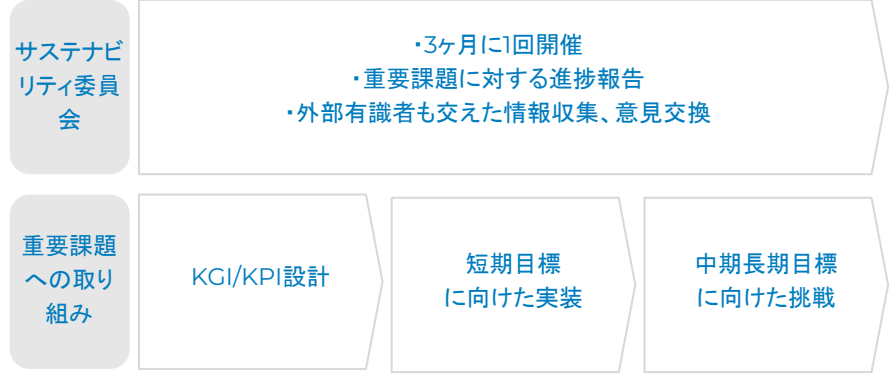 サステナビ
リティ委員
会
・3ヶ月に1回開催
・重要課題に対する進捗報告
・外部有識者も交えた情報収集、意見交換
重要課題
への取り
組み
KGI/KPI設計
短期目標
に向けた実装
中期長期目標
に向けた挑戦